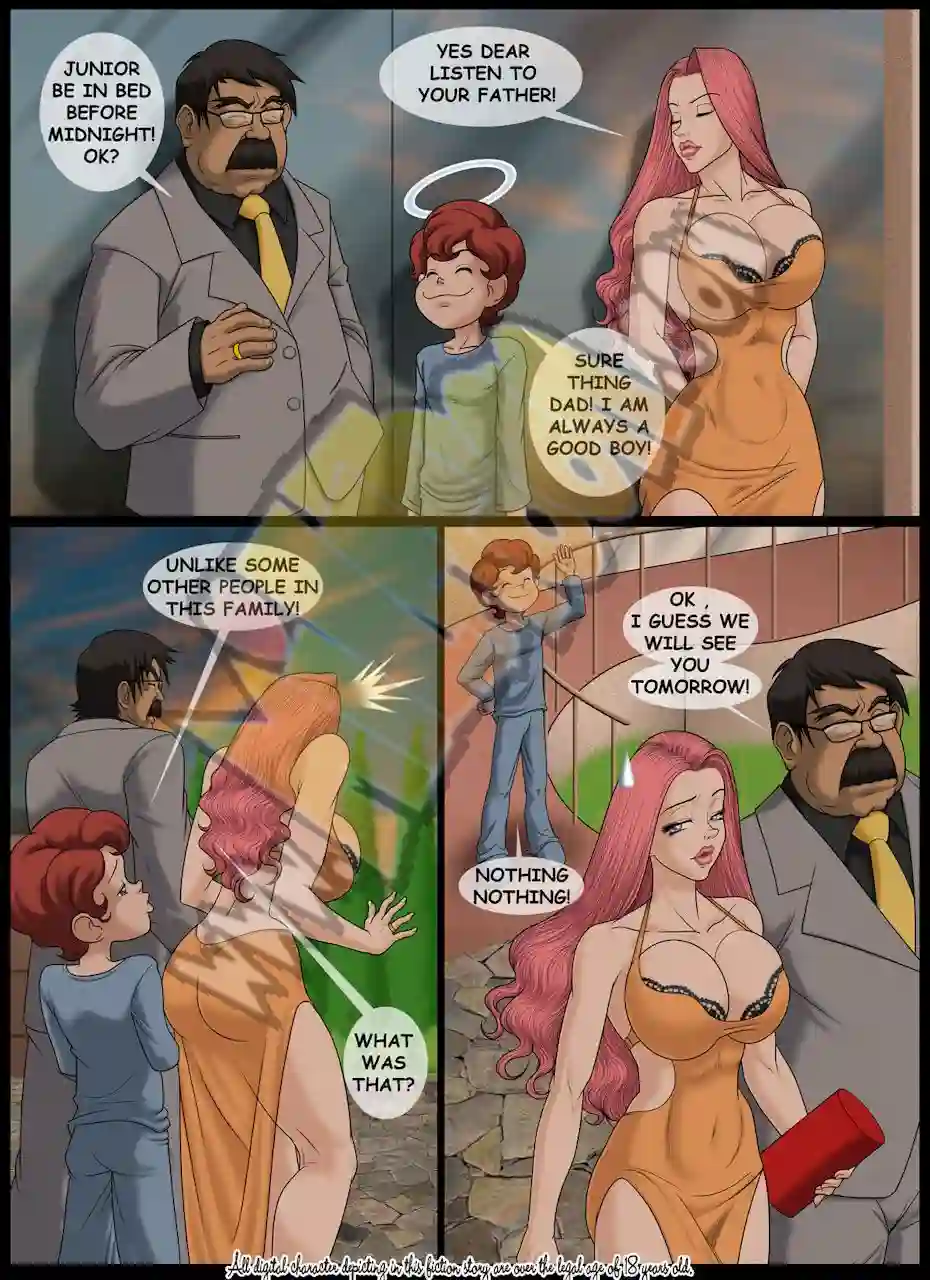 JUNIOR
BE IN BED
BEFORE
MIDNIGHT!
OK?
YES DEAR
LISTEN TO
YOUR FATHER!
SURE
THING
DAD! I AM
ALWAYS A
GOOD BOY!
UNLIKE SOME
OTHER PEOPLE IN
THIS FAMILY!
WHAT
WAS
THAT?
OK ,
I GUESS WE
WILL SEE
YOU
TOMORROW!
NOTHING
NOTHING!
All digital character depicting in this fiction story are over the legal age of 18 years old.